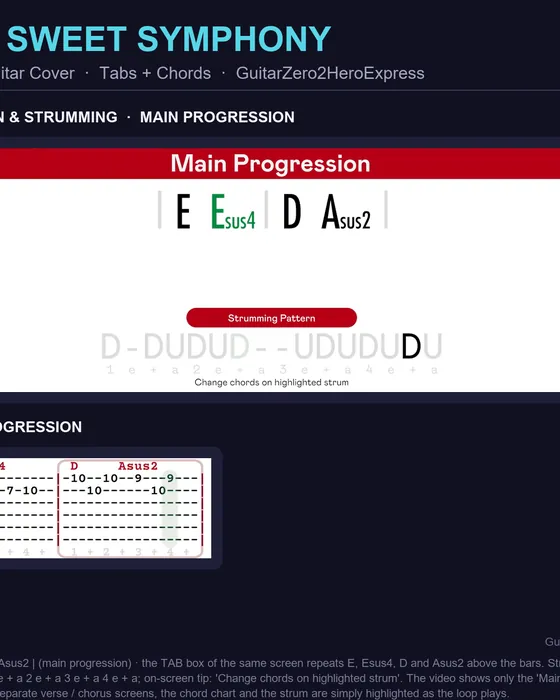 SWEET SYMPHONY
itar Cover · Tabs + Chords · GuitarZero2HeroExpress
N & STRUMMING · MAIN PROGRESSION
Main Progression
| E Esus4 | D Asus2 |
Strumming Pattern
D-DUDUD--UDUDUDU
1 e + a 2 e + a 3 e + a 4 e + a
Change chords on highlighted strum
OGRESSION
4 D Asus2
------|-10--10--9---9----|
-7-10--|---10------10-----|
------|------------------|
------|------------------|
------|------------------|
------|------------------|
+ 4 + 1 + 2 + 3 + 4 +
Gu
Asus2 | (main progression) · the TAB box of the same screen repeats E, Esus4, D and Asus2 above the bars. St
e + a 2 e + a 3 e + a 4 e + a; on-screen tip: 'Change chords on highlighted strum'. The video shows only the 'Mai
eparate verse / chorus screens, the chord chart and the strum are simply highlighted as the loop plays.